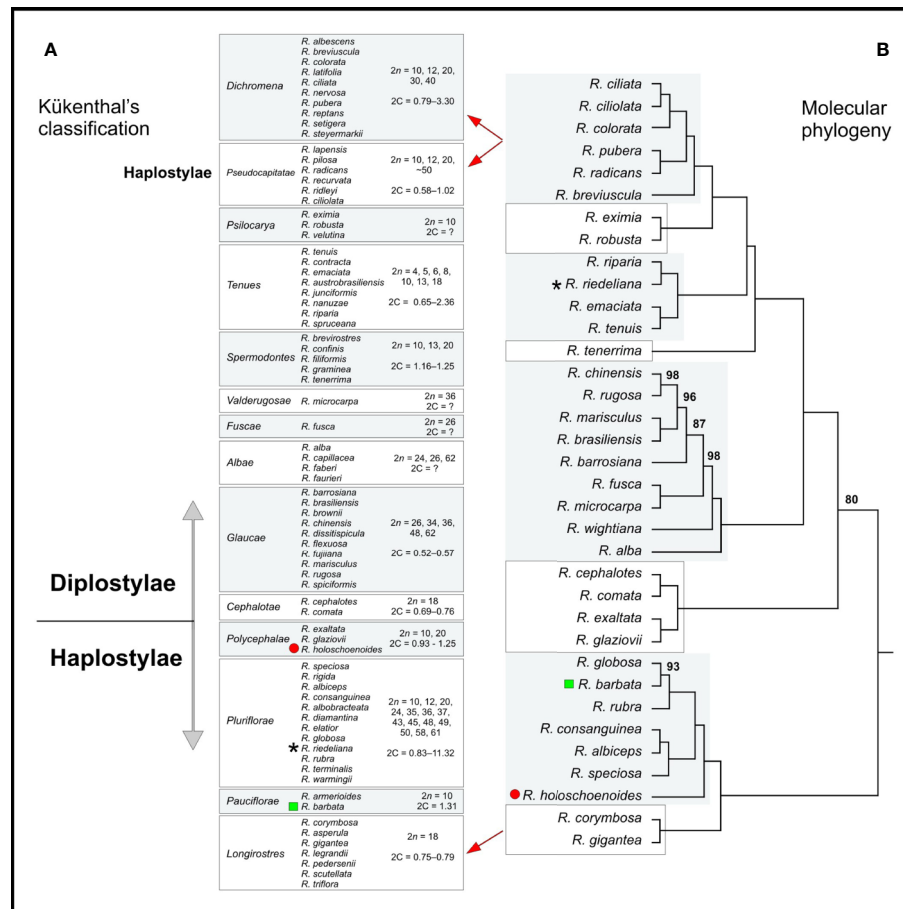 A
B
Kükenthal's
classification
Molecular
phylogeny
Haplostylae
Diplostylae
Haplostylae
Dichromena
R. albescens
R. breviuscula
R. colorata
R. latifolia
R. ciliata
R. nervosa
R. pubera
R. reptans
R. setigera
R. steyermarkii
2n = 10, 12, 20,
30, 40
2C = 0.79–3.30
Pseudocapitatae
R. lapensis
R. pilosa
R. radicans
R. recurvata
R. ridleyi
R. ciliolata
2n = 10, 12, 20,
~50
2C = 0.58–1.02
Psilocarya
R. eximia
R. robusta
R. velutina
2n = 10
2C = ?
Tenues
R. tenuis
R. contracta
R. emaciata
R. austrobrasiliensis
R. junciformis
R. nanuzae
R. riparia
R. spruceana
2n = 4, 5, 6, 8,
10, 13, 18
2C = 0.65–2.36
Spermodontes
R. brevirostres
R. confinis
R. filiformis
R. graminea
R. tenerrima
2n = 10, 13, 20
2C = 1.16–1.25
Valderugosae
R. microcarpa
2n = 36
2C = ?
Fuscae
R. fusca
2n = 26
2C = ?
Albae
R. alba
R. capillacea
R. faberi
R. faurieri
2n = 24, 26, 62
2C = ?
Glaucae
R. barrosiana
R. brasiliensis
R. brownii
R. chinensis
R. dissitispicula
R. flexuosa
R. fujiiana
R. marisculus
R. rugosa
R. spiciformis
2n = 26, 34, 36,
48, 62
2C = 0.52–0.57
Cephalotae
R. cephalotes
R. comata
2n = 18
2C = 0.69–0.76
Polycephalae
R. exaltata
R. glaziovii
R. holoschoenoides
2n = 10, 20
2C = 0.93 - 1.25
Pluriflorae
R. speciosa
R. rigida
R. albiceps
R. consanguinea
R. albobracteata
R. diamantina
R. elatior
R. globosa
* R. riedeliana
R. rubra
R. terminalis
R. warmingii
2n = 10, 12, 20,
24, 35, 36, 37,
43, 45, 48, 49,
50, 58, 61
2C = 0.83–11.32
Pauciflorae
R. armerioides
R. barbata
2n = 10
2C = 1.31
Longirostres
R. corymbosa
R. asperula
R. gigantea
R. legrandii
R. pedersenii
R. scutellata
R. triflora
2n = 18
2C = 0.75–0.79
R. ciliata
R. ciliolata
R. colorata
R. pubera
R. radicans
R. breviuscula
R. eximia
R. robusta
R. riparia
* R. riedeliana
R. emaciata
R. tenuis
R. tenerrima
R. chinensis
98
R. rugosa
96
R. marisculus
87
R. brasiliensis
R. barrosiana
98
R. fusca
R. microcarpa
80
R. wightiana
R. alba
R. cephalotes
R. comata
R. exaltata
R. glaziovii
R. globosa
93
R. barbata
R. rubra
R. consanguinea
R. albiceps
R. speciosa
R. holoschoenoides
R. corymbosa
R. gigantea